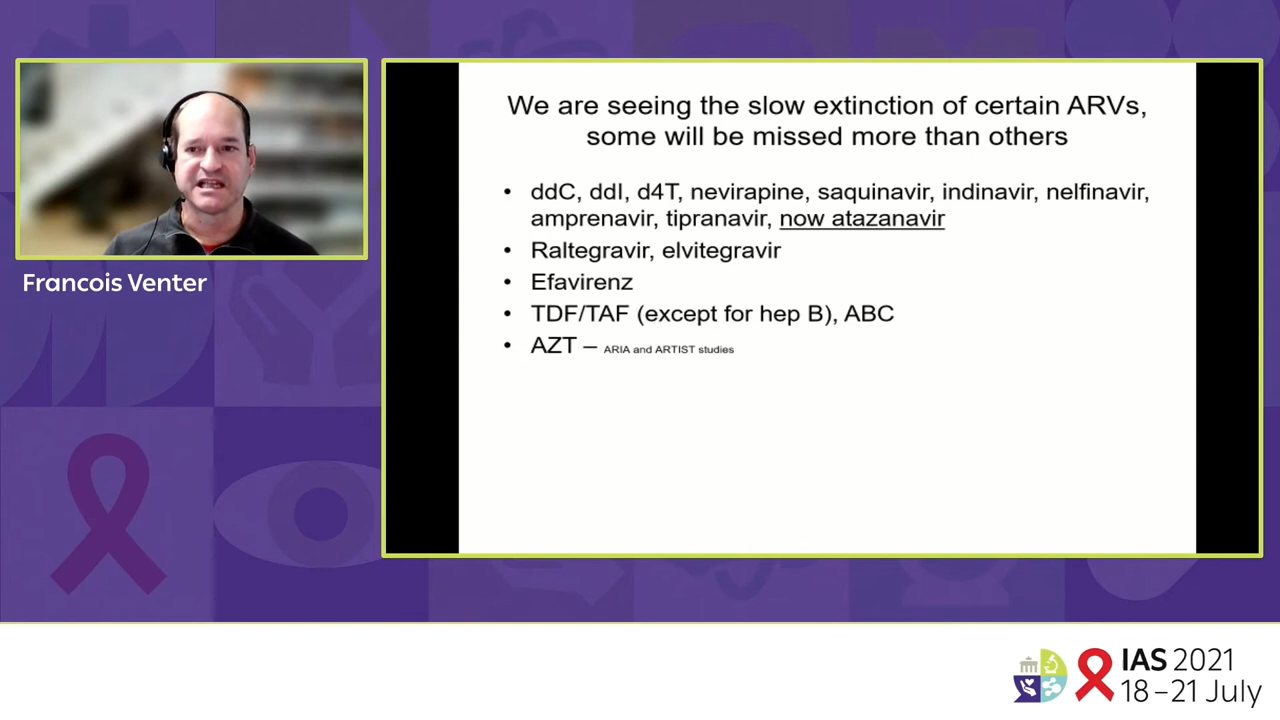 Francois Venter
We are seeing the slow extinction of certain ARVs,
some will be missed more than others
• ddC, ddI, d4T, nevirapine, saquinavir, indinavir, nelfinavir,
amprenavir, tipranavir, now atazanavir
• Raltegravir, elvitegravir
• Efavirenz
• TDF/TAF (except for hep B), ABC
• AZT – ARIA and ARTIST studies
IAS 2021
18–21 July